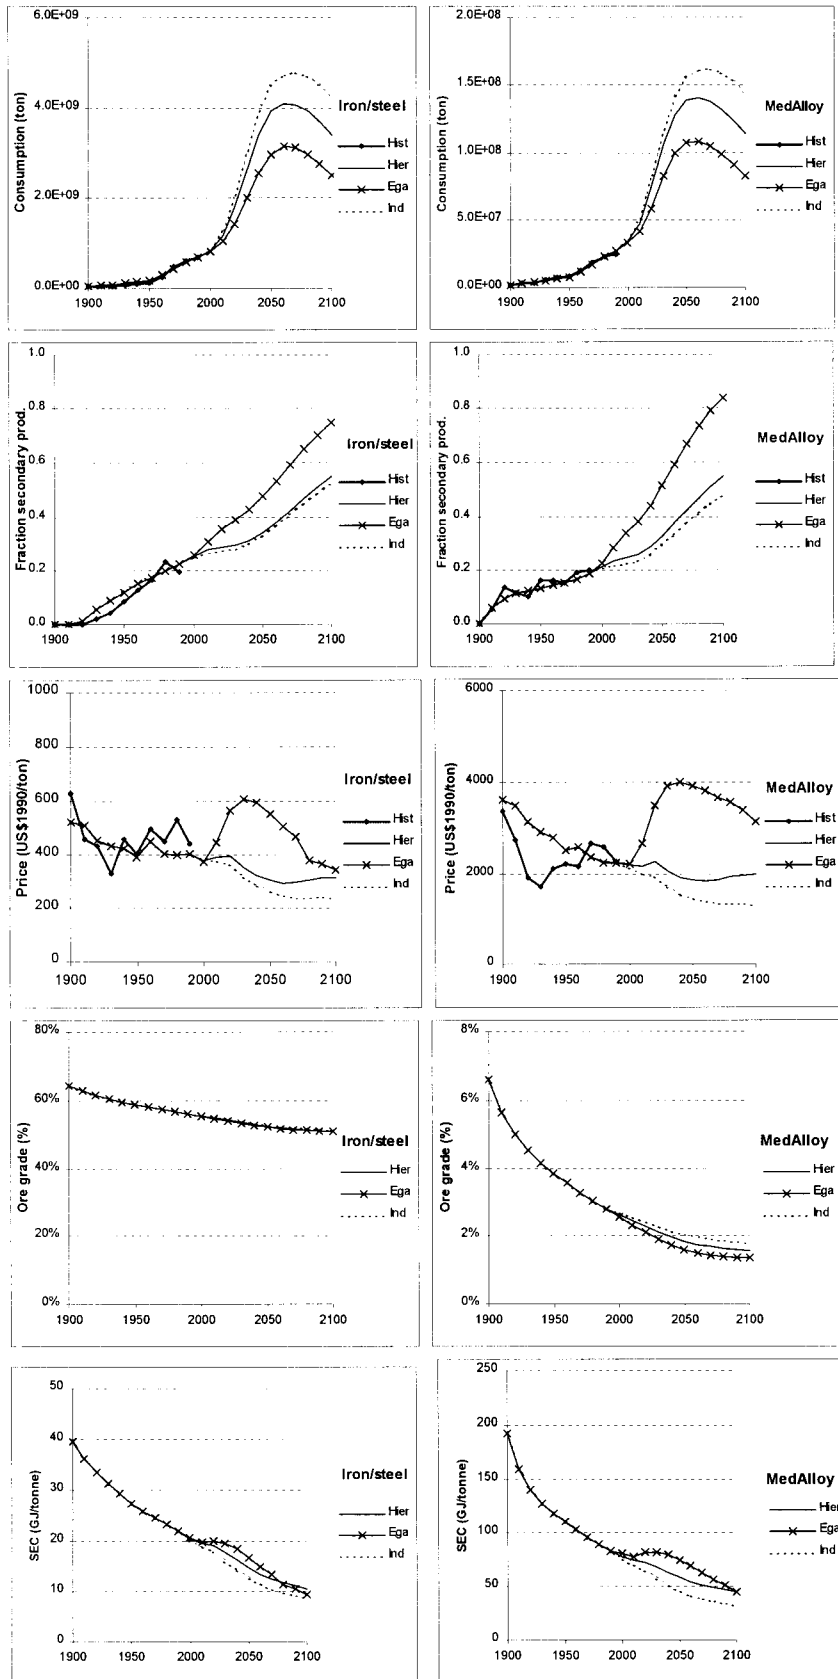 6.0E+09
4.0E+09
2.0E+09
0.0E+00
Consumption (ton)
1900 1950 2000 2050 2100
Iron/steel
Hist
Hier
Ega
Ind
2.0E+08
1.5E+08
1.0E+08
5.0E+07
0.0E+00
Consumption (ton)
1900 1950 2000 2050 2100
MedAlloy
Hist
Hier
Ega
Ind
1.0
0.8
0.6
0.4
0.2
0.0
Fraction secondary prod.
1900 1950 2000 2050 2100
Iron/steel
Hist
Hier
Ega
Ind
1.0
0.8
0.6
0.4
0.2
0.0
Fraction secondary prod.
1900 1950 2000 2050 2100
MedAlloy
Hist
Hier
Ega
Ind
1000
800
600
400
200
0
Price (US$1990/ton)
1900 1950 2000 2050 2100
Iron/steel
Hist
Hier
Ega
Ind
6000
4000
2000
0
Price (US$1990/ton)
1900 1950 2000 2050 2100
MedAlloy
Hist
Hier
Ega
Ind
80%
60%
40%
20%
0%
Ore grade (%)
1900 1950 2000 2050 2100
Iron/steel
Hier
Ega
Ind
8%
6%
4%
2%
0%
Ore grade (%)
1900 1950 2000 2050 2100
MedAlloy
Hier
Ega
Ind
50
40
30
20
10
0
SEC (GJ/tonne)
1900 1950 2000 2050 2100
Iron/steel
Hier
Ega
Ind
250
200
150
100
50
0
SEC (GJ/tonne)
1900 1950 2000 2050 2100
MedAlloy
Hier
Ega
Ind